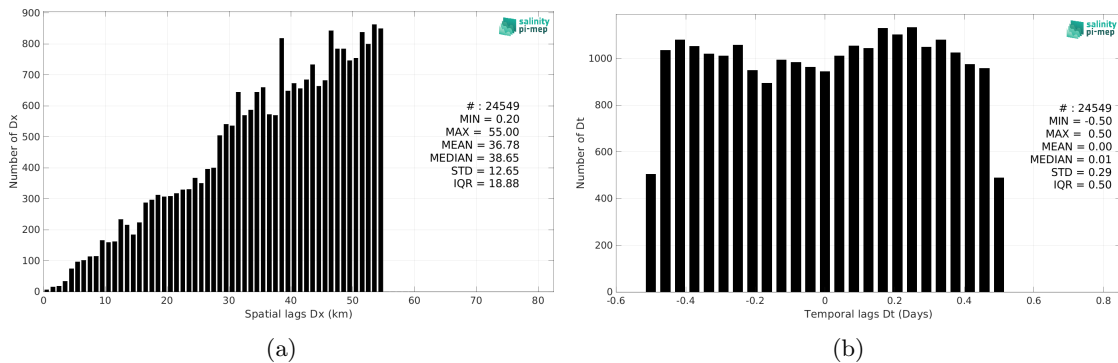 900
800
700
600
500
400
300
200
100
0
Number of Dx
0 10 20 30 40 50 60 70 80
Spatial lags Dx (km)
salinity
pi-mep
# : 24549
MIN = 0.20
MAX = 55.00
MEAN = 36.78
MEDIAN = 38.65
STD = 12.65
IQR = 18.88
(a)
1000
800
600
400
200
0
Number of Dt
-0.6 -0.4 -0.2 0 0.2 0.4 0.6 0.8
Temporal lags Dt (Days)
salinity
pi-mep
# : 24549
MIN = -0.50
MAX = 0.50
MEAN = 0.00
MEDIAN = 0.01
STD = 0.29
IQR = 0.50
(b)